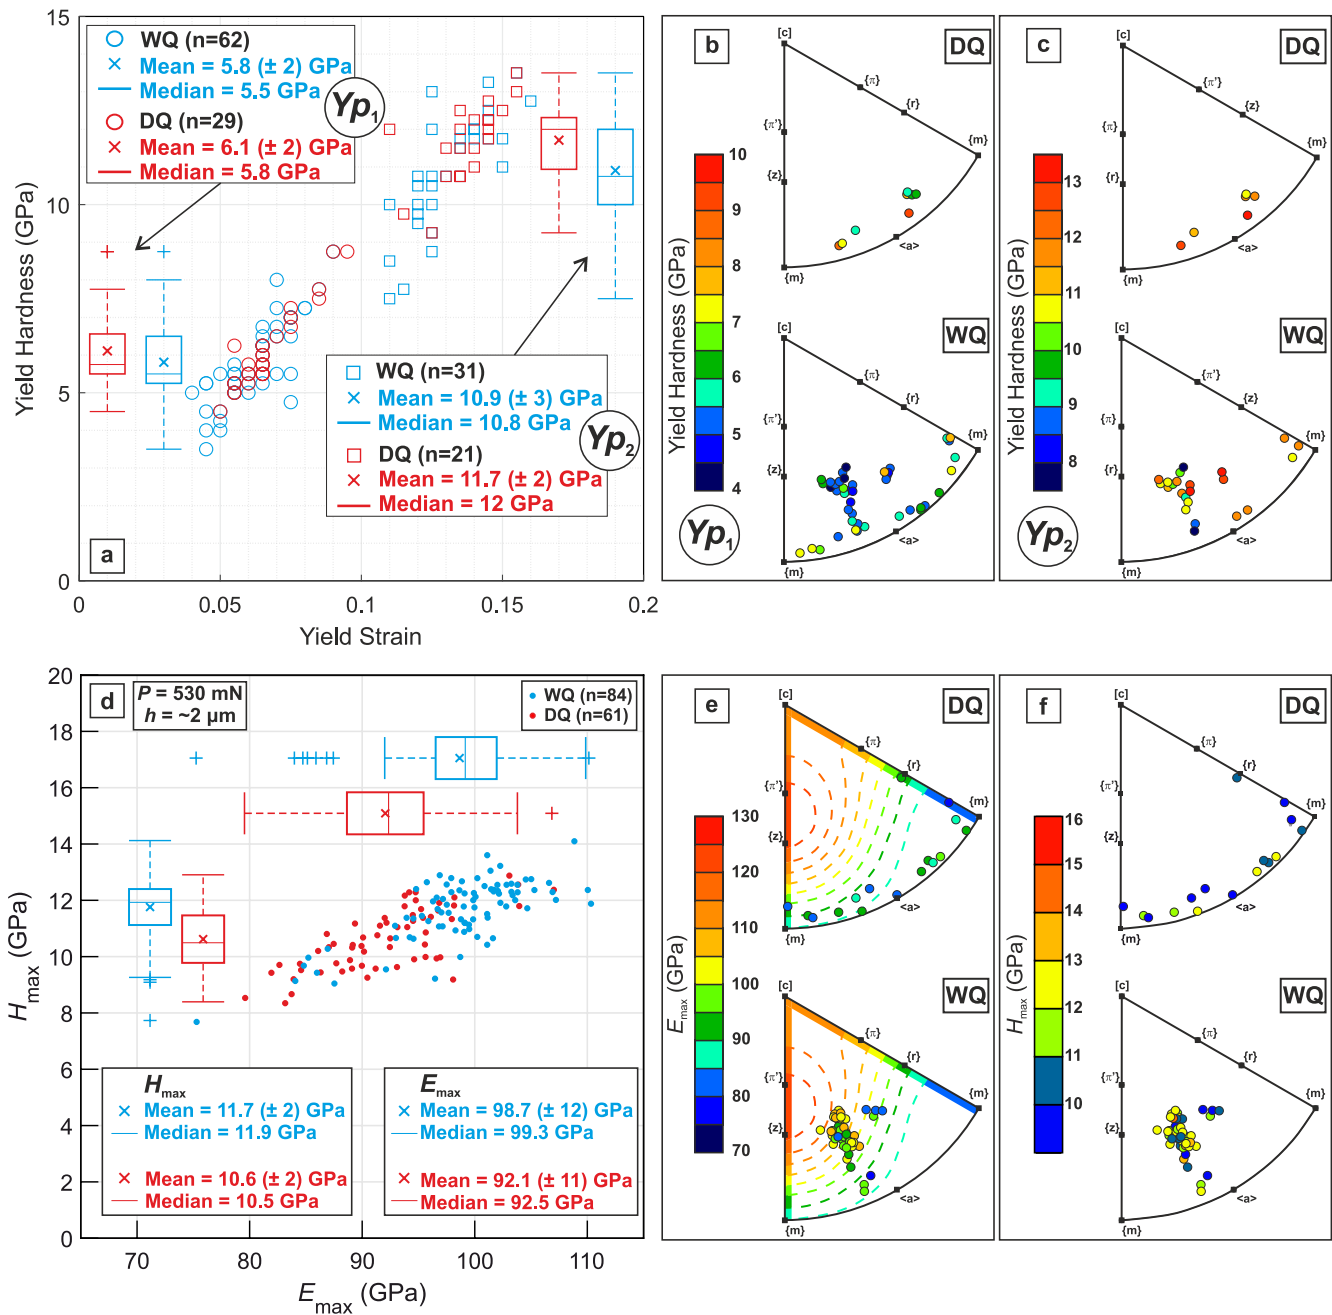 15
10
5
0
Yield Hardness (GPa)
WQ (n=62)
Mean = 5.8 (± 2) GPa
Median = 5.5 GPa
DQ (n=29)
Mean = 6.1 (± 2) GPa
Median = 5.8 GPa
Yp1
WQ (n=31)
Mean = 10.9 (± 3) GPa
Median = 10.8 GPa
DQ (n=21)
Mean = 11.7 (± 2) GPa
Median = 12 GPa
Yp2
a
0
0.05
0.1
0.15
0.2
Yield Strain
b
DQ
[c]
{π}
{r}
{m}
{π'}
{z}
<a>
{m}
10
9
8
7
6
5
4
Yield Hardness (GPa)
Yp1
WQ
[c]
{π}
{r}
{m}
{π'}
{z}
<a>
{m}
c
DQ
[c]
{π'}
{z}
{m}
{π}
{r}
<a>
{m}
13
12
11
10
9
8
Yield Hardness (GPa)
Yp2
WQ
[c]
{π'}
{z}
{m}
{π}
{r}
<a>
{m}
20
18
16
14
12
10
8
6
4
2
0
Hmax (GPa)
d
P = 530 mN
h = ~2 µm
WQ (n=84)
DQ (n=61)
Hmax
Mean = 11.7 (± 2) GPa
Median = 11.9 GPa
Mean = 10.6 (± 2) GPa
Median = 10.5 GPa
Emax
Mean = 98.7 (± 12) GPa
Median = 99.3 GPa
Mean = 92.1 (± 11) GPa
Median = 92.5 GPa
70
80
90
100
110
Emax (GPa)
e
DQ
[c]
{π}
{r}
{m}
{π'}
{z}
<a>
{m}
130
120
110
100
90
80
70
Emax (GPa)
WQ
[c]
{π}
{r}
{m}
{π'}
{z}
<a>
{m}
f
DQ
[c]
{π}
{r}
{m}
{π'}
{z}
<a>
{m}
16
15
14
13
12
11
10
Hmax (GPa)
WQ
[c]
{π}
{r}
{m}
{π'}
{z}
<a>
{m}